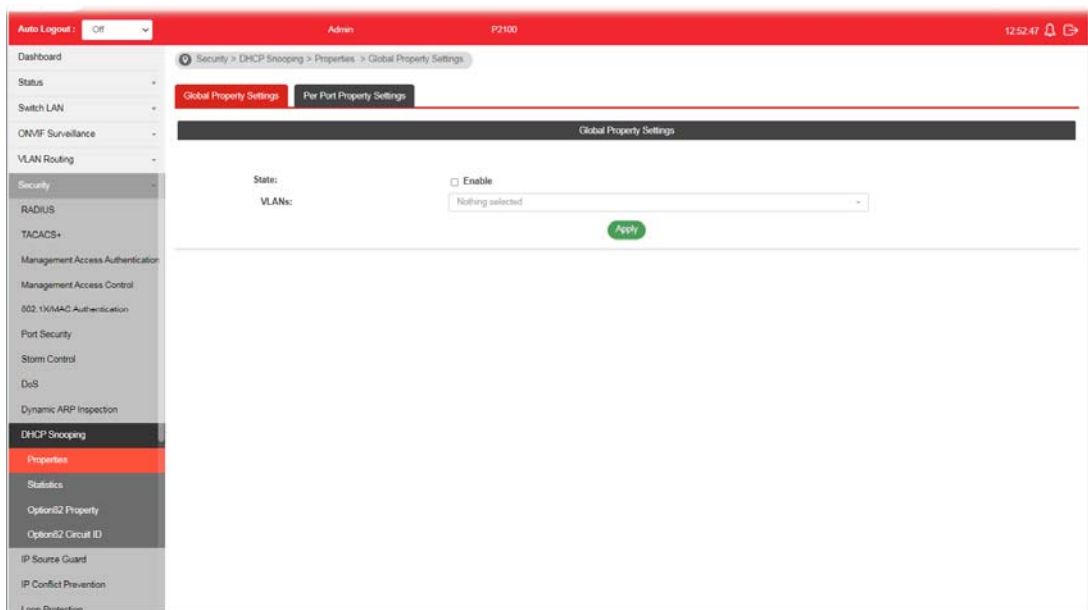 Auto Logout : Off Admin P2100 12:52:47
Dashboard
Status
Switch LAN
ONVIF Surveillance
VLAN Routing
Security
RADIUS
TACACS+
Management Access Authentication
Management Access Control
802.1X/MAC Authentication
Port Security
Storm Control
DoS
Dynamic ARP Inspection
DHCP Snooping
Properties
Statistics
Option82 Property
Option82 Circuit ID
IP Source Guard
IP Conflict Prevention
Loop Protection
Security > DHCP Snooping > Properties > Global Property Settings
Global Property Settings Per Port Property Settings
Global Property Settings
State: Enable
VLANs: Nothing selected
Apply